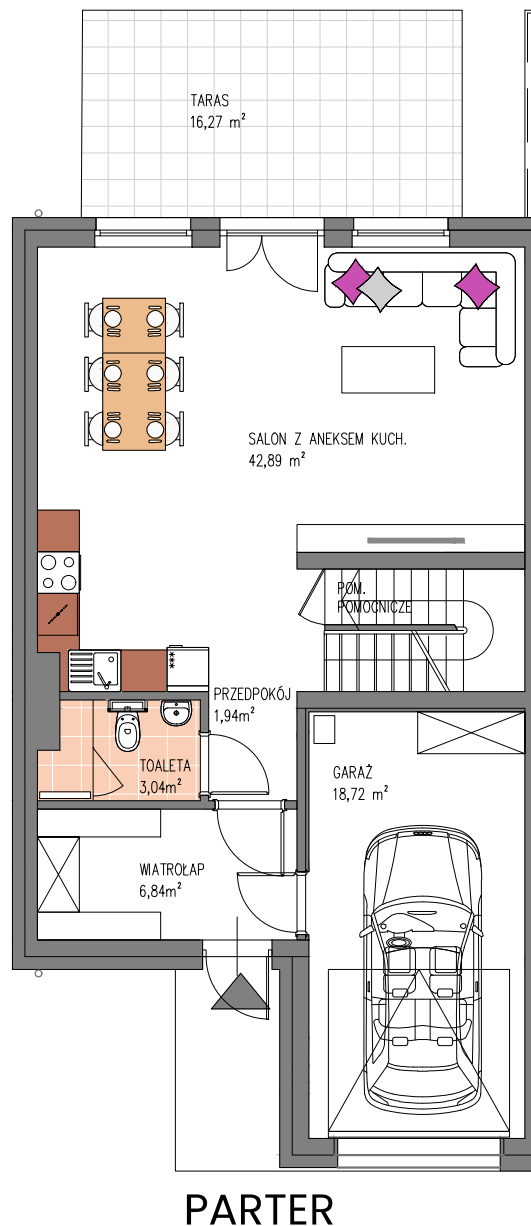 TARAS
16,27 m²
SALON Z ANEKSEM KUCH.
42,89 m²
POM.
POMOCNICZE
PRZEDPOKÓJ
1,94m²
TOALETA
3,04m²
GARAŻ
18,72 m²
WIATROŁAP
6,84m²
PARTER